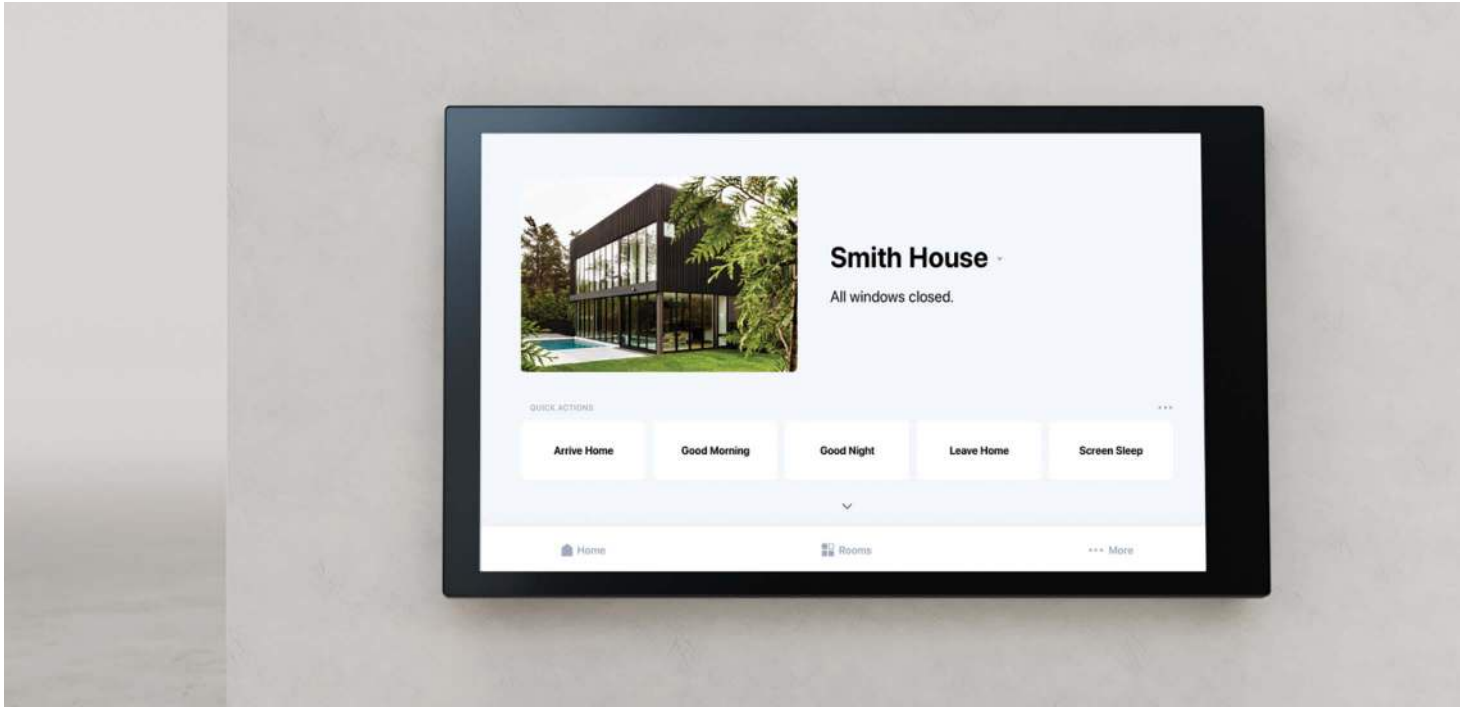 Smith House
All windows closed.
QUICK ACTIONS
Arrive Home
Good Morning
Good Night
Leave Home
Screen Sleep
Home
Rooms
More